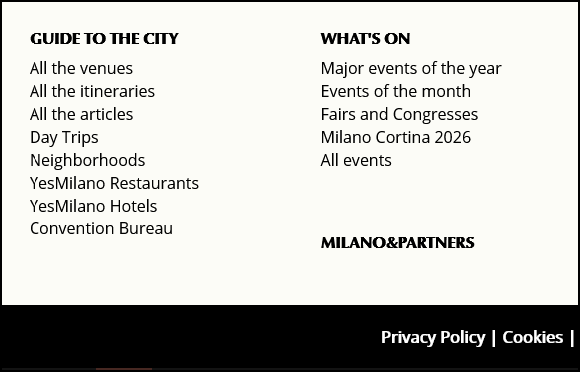 GUIDE TO THE CITY
All the venues
All the itineraries
All the articles
Day Trips
Neighborhoods
YesMilano Restaurants
YesMilano Hotels
Convention Bureau
WHAT'S ON
Major events of the year
Events of the month
Fairs and Congresses
Milano Cortina 2026
All events
MILANO&PARTNERS
Privacy Policy | Cookies |